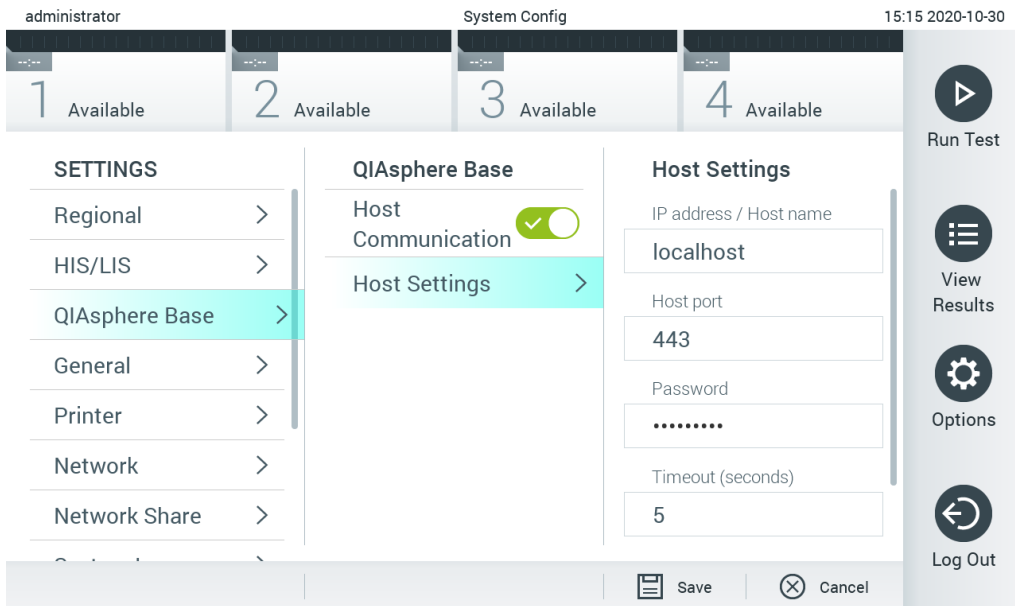 administrator System Config 15:15 2020-10-30
--:-- --:-- --:-- --:--
1 Available 2 Available 3 Available 4 Available
SETTINGS
Regional
HIS/LIS
QIAsphere Base
General
Printer
Network
Network Share
QIAsphere Base
Host
Communication
Host Settings
Host Settings
IP address / Host name
localhost
Host port
443
Password
•••••••••
Timeout (seconds)
5
Save Cancel
Run Test
View
Results
Options
Log Out